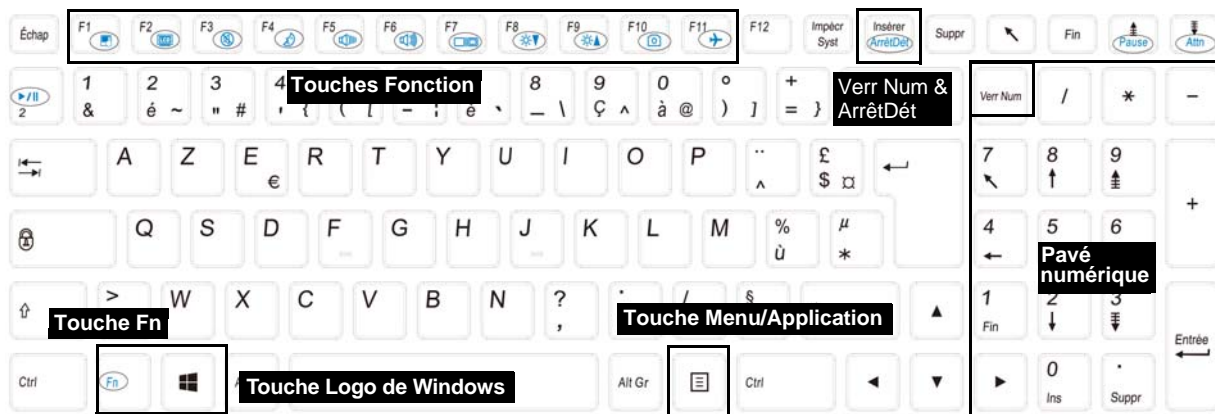 Échap F1 F2 F3 F4 F5 F6 F7 F8 F9 F10 F11 F12 Impécr Syst Insérer ArrêtDét Suppr Fin Pause Attn
Touches Fonction
Verr Num & ArrêtDét
2 1 & 2 é ~ 3 " # 4 ' { ( [ - è 8 _ \ 9 Ç ^ 0 à @ ° ) ] + = } Verr Num / * -
A Z E € R T Y U I O P ¨ ^ £ $ ¤ 7 8 9 +
Q S D F G H J K L M % ù µ * 4 5 6
Pavé numérique
> W X C V B N ? , . / § 1 Fin 2 3 Entrée
Touche Fn
Touche Menu/Application
Ctrl Fn Alt Gr Ctrl 0 Ins . Suppr
Touche Logo de Windows